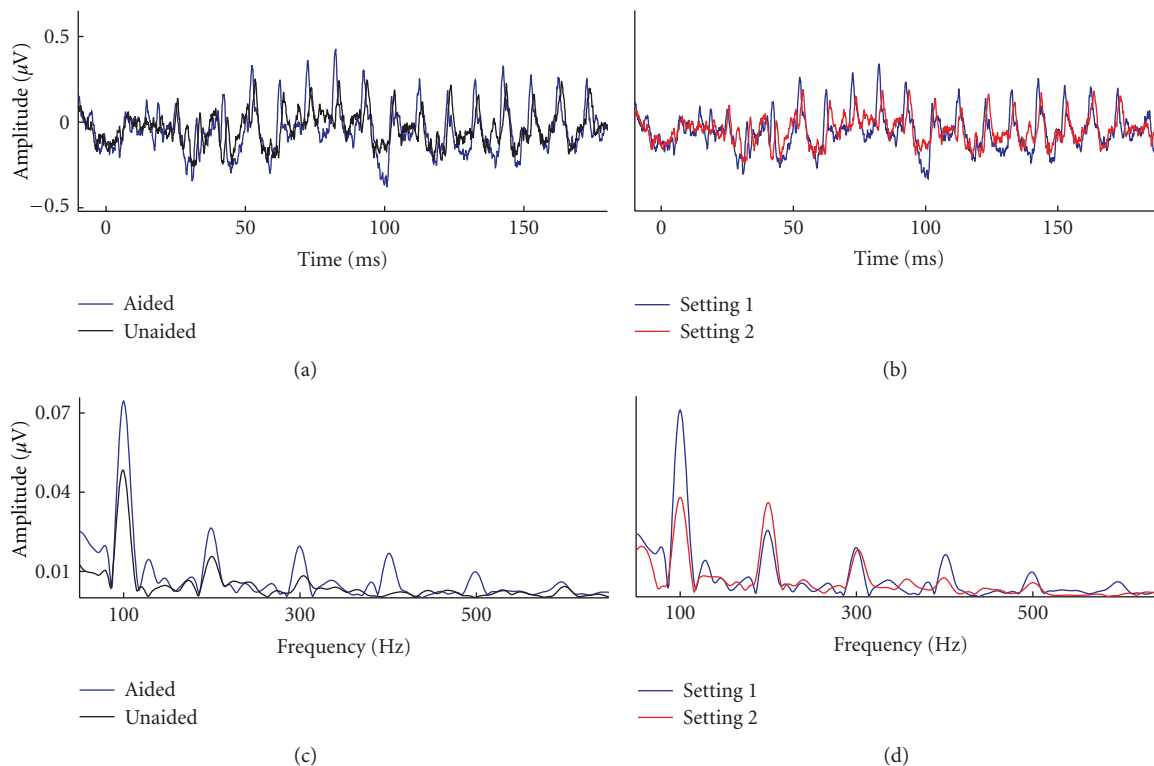 0.5
0
−0.5
Amplitude (μV)
0 50 100 150
Time (ms)
Aided
Unaided
(a)
0 50 100 150
Time (ms)
Setting 1
Setting 2
(b)
0.07
0.04
0.01
Amplitude (μV)
100 300 500
Frequency (Hz)
Aided
Unaided
(c)
100 300 500
Frequency (Hz)
Setting 1
Setting 2
(d)